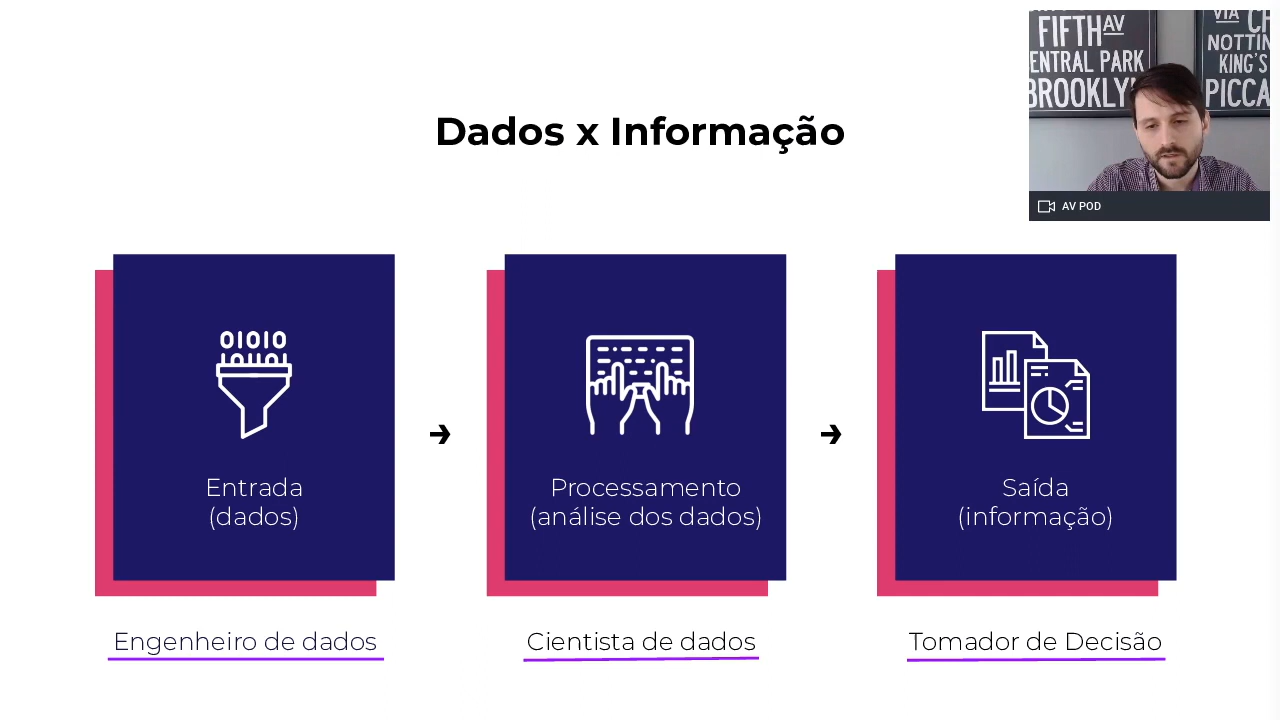 Dados x Informação
FIFTH AV
ENTRAL PARK
BROOKLY
VIA
NOTTIN
KING'S
PICCA
AV POD
01010
Entrada
(dados)
Processamento
(análise dos dados)
Saída
(informação)
Engenheiro de dados
Cientista de dados
Tomador de Decisão